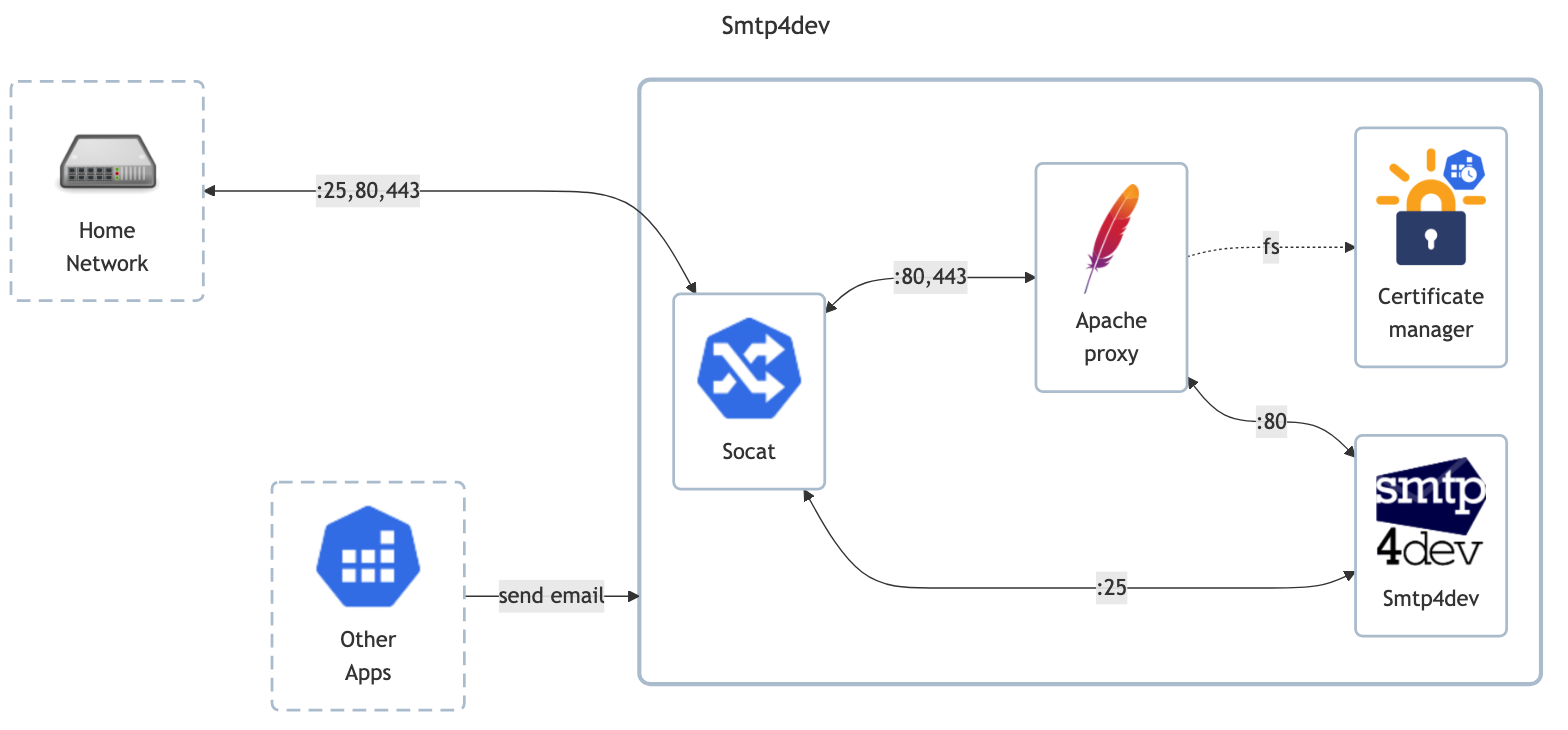 Smtp4dev
Home
Network
:25,80,443
Socat
:80,443
Apache
proxy
fs
Certificate
manager
:80
smtp
4dev
Smtp4dev
:25
Other
Apps
send email